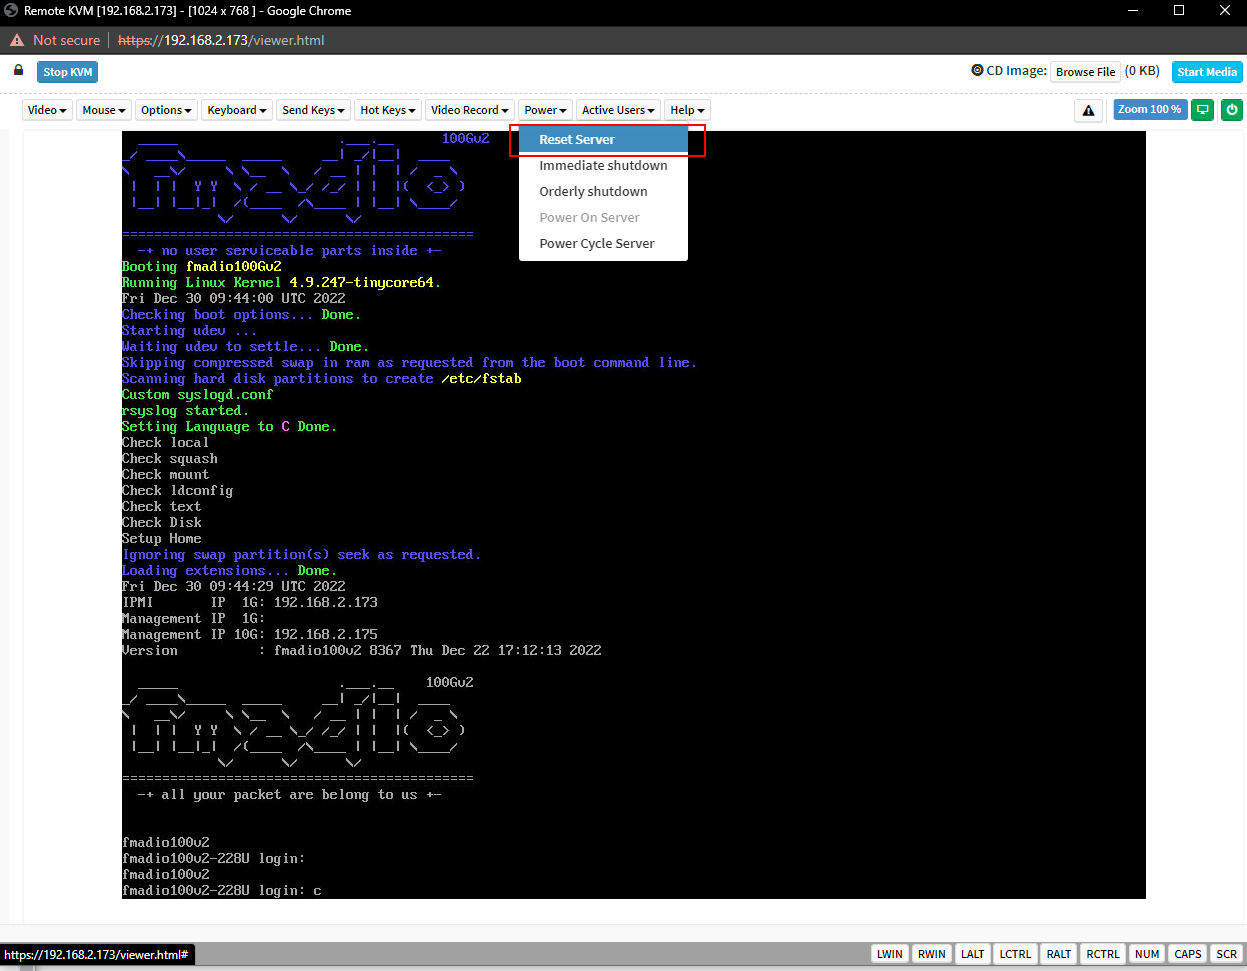 Remote KVM [192.168.2.173] - [1024 x 768 ] - Google Chrome
Not secure https://192.168.2.173/viewer.html
Stop KVM CD Image: Browse File (0 KB) Start Media
Video Mouse Options Keyboard Send Keys Hot Keys Video Record Power Active Users Help Zoom 100 %
Reset Server
Immediate shutdown
Orderly shutdown
Power On Server
Power Cycle Server
100Gv2
fmadio
=============================================
-+ no user serviceable parts inside +-
Booting fmadio100Gv2
Running Linux Kernel 4.9.247-tinycore64.
Fri Dec 30 09:44:00 UTC 2022
Checking boot options... Done.
Starting udev ...
Waiting udev to settle... Done.
Skipping compressed swap in ram as requested from the boot command line.
Scanning hard disk partitions to create /etc/fstab
Custom syslogd.conf
rsyslog started.
Setting Language to C Done.
Check local
Check squash
Check mount
Check ldconfig
Check text
Check Disk
Setup Home
Ignoring swap partition(s) seek as requested.
Loading extensions... Done.
Fri Dec 30 09:44:29 UTC 2022
IPMI IP 1G: 192.168.2.173
Management IP 1G:
Management IP 10G: 192.168.2.175
Version : fmadio100v2 8367 Thu Dec 22 17:12:13 2022
100Gv2
fmadio
=============================================
-+ all your packet are belong to us +-
fmadio100v2
fmadio100v2-228U login:
fmadio100v2
fmadio100v2-228U login: c
https://192.168.2.173/viewer.html#
LWIN RWIN LALT LCTRL RALT RCTRL NUM CAPS SCR